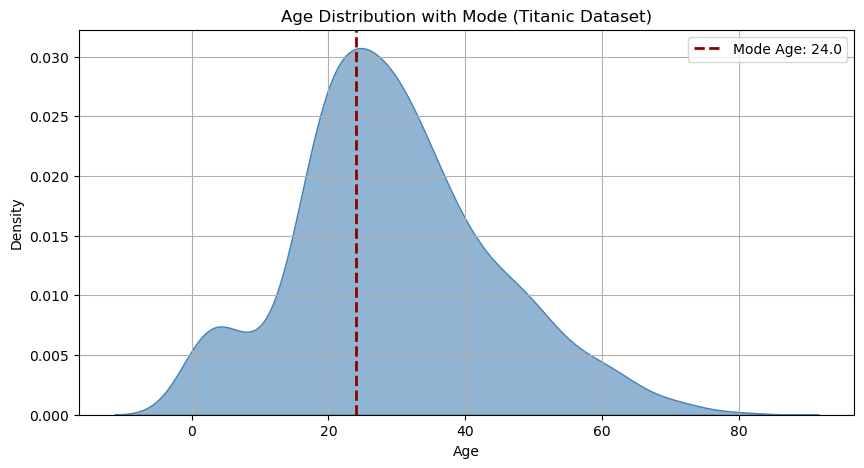 Age Distribution with Mode (Titanic Dataset)
Mode Age: 24.0
0.030
0.025
0.020
0.015
0.010
0.005
0.000
Density
0 20 40 60 80
Age